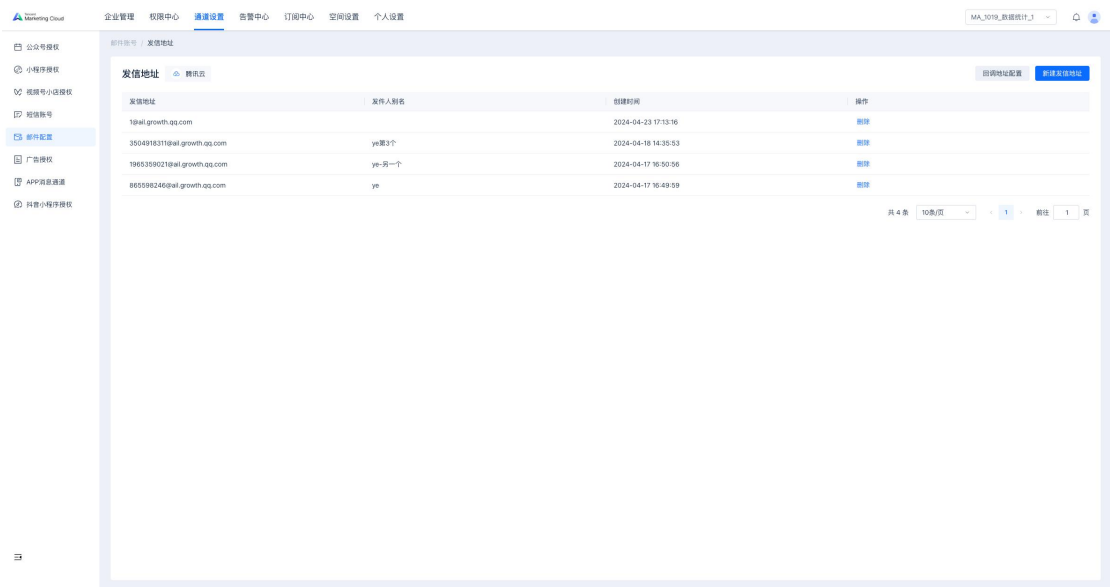 Tencent
Marketing Cloud
企业管理 权限中心 通道设置 告警中心 订阅中心 空间设置 个人设置
MA_1019_数据统计_1
公众号授权
小程序授权
视频号小店授权
短信账号
邮件配置
广告授权
APP消息通道
抖音小程序授权
邮件账号 / 发信地址
发信地址 腾讯云
回调地址配置 新建发信地址
发信地址 发件人别名 创建时间 操作
1@ail.growth.qq.com 2024-04-23 17:13:16 删除
3504918311@ail.growth.qq.com ye第3个 2024-04-18 14:35:53 删除
1965359021@ail.growth.qq.com ye-另一个 2024-04-17 16:50:56 删除
865598246@ail.growth.qq.com ye 2024-04-17 16:49:59 删除
共 4 条 10条/页 1 前往 1 页